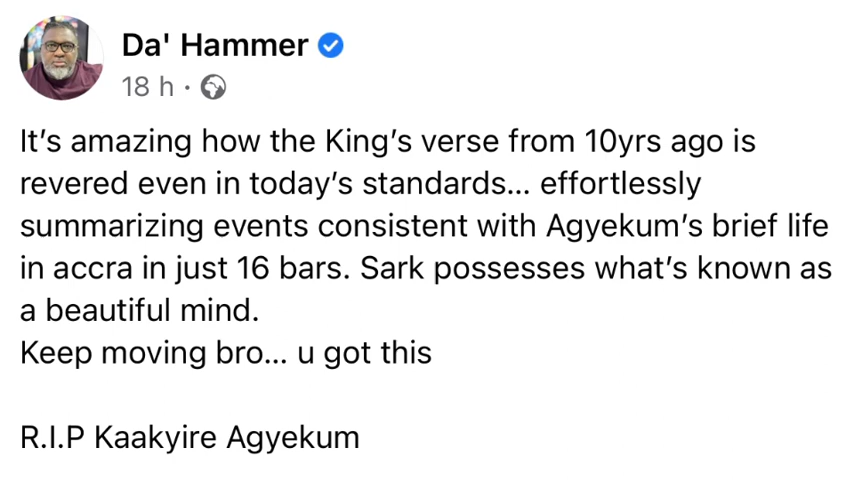 Da' Hammer
18 h ·
It’s amazing how the King’s verse from 10yrs ago is
revered even in today’s standards... effortlessly
summarizing events consistent with Agyekum’s brief life
in accra in just 16 bars. Sark possesses what’s known as
a beautiful mind.
Keep moving bro... u got this
R.I.P Kaakyire Agyekum